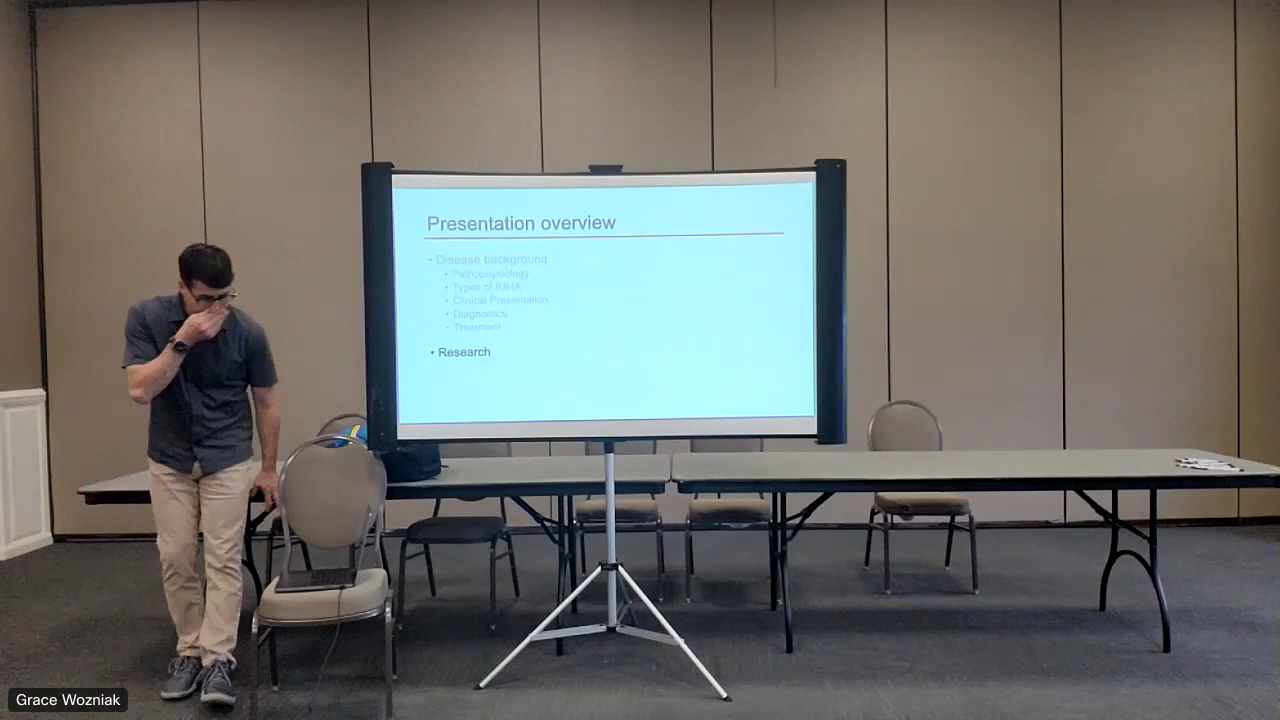 Presentation overview
• Disease background
• Pathophysiology
• Types of IMHA
• Clinical Presentation
• Diagnostics
• Treatment
• Research
Grace Wozniak